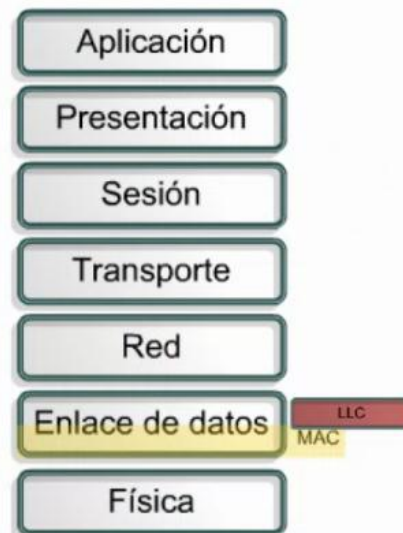 Aplicación
Presentación
Sesión
Transporte
Red
Enlace de datos
LLC
MAC
Física